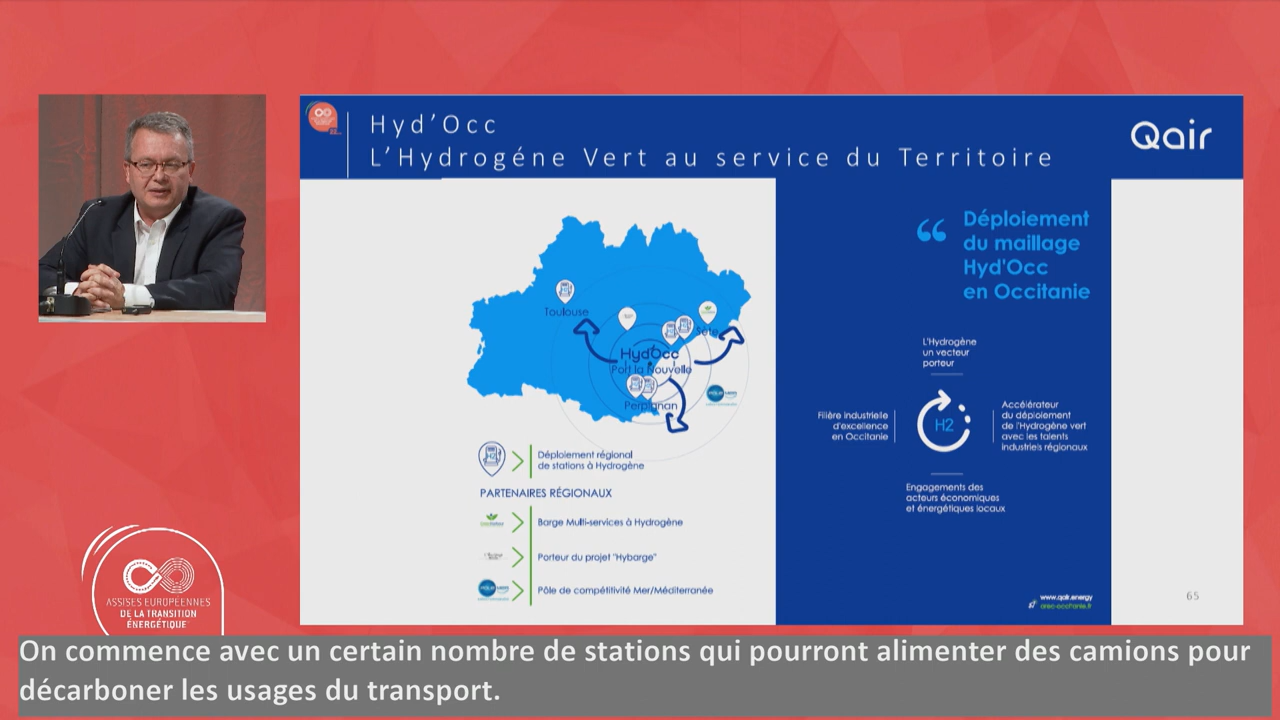 Hyd'Occ
L'Hydrogéne Vert au service du Territoire
Qair
Déploiement
du maillage
Hyd'Occ
en Occitanie
Toulouse
Sète
Hyd'Occ
Port la Nouvelle
Perpignan
L'Hydrogène
un vecteur
porteur
Filière industrielle
d'excellence
en Occitanie
H2
Accélérateur
du déploiement
de l'Hydrogène vert
avec les talents
industriels régionaux
Engagements des
acteurs économiques
et énergétiques locaux
Déploiement régional
de stations à Hydrogène
PARTENAIRES RÉGIONAUX
Barge Multi-services à Hydrogène
Porteur du projet "Hybarge"
Pôle de compétitivité Mer/Méditerranée
www.qair.energy
arec-occitanie.fr
65
ASSISES EUROPÉENNES
DE LA TRANSITION
ÉNERGÉTIQUE
On commence avec un certain nombre de stations qui pourront alimenter des camions pour
décarboner les usages du transport.